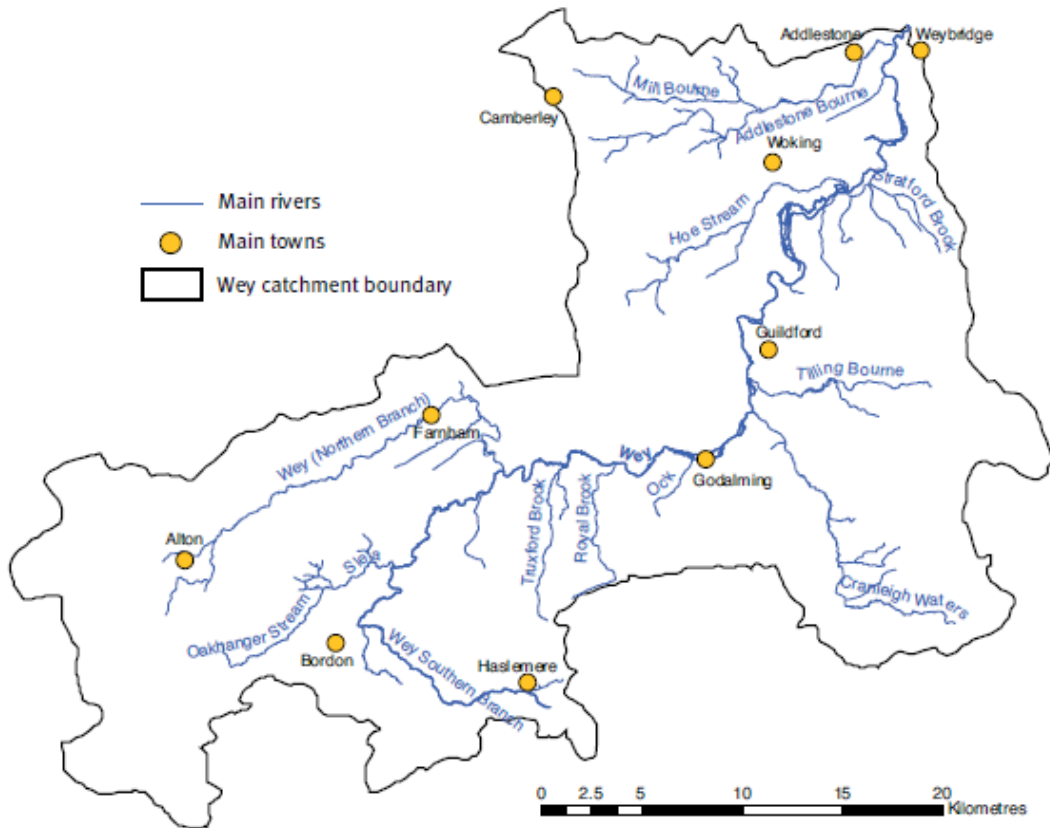 Addlestone
Weybridge
Mill Bourne
Camberley
Addlestone Bourne
Woking
Main rivers
Stratford Brook
Hoe Stream
Main towns
Wey catchment boundary
Guildford
Tilling Bourne
Wey (Northern Branch)
Farnham
Wey
Ock
Godalming
Truxford Brook
Royal Brook
Alton
Slea
Cranleigh Waters
Oakhanger Stream
Bordon
Wey Southern Branch
Haslemere
0 2.5 5 10 15 20
Kilometres